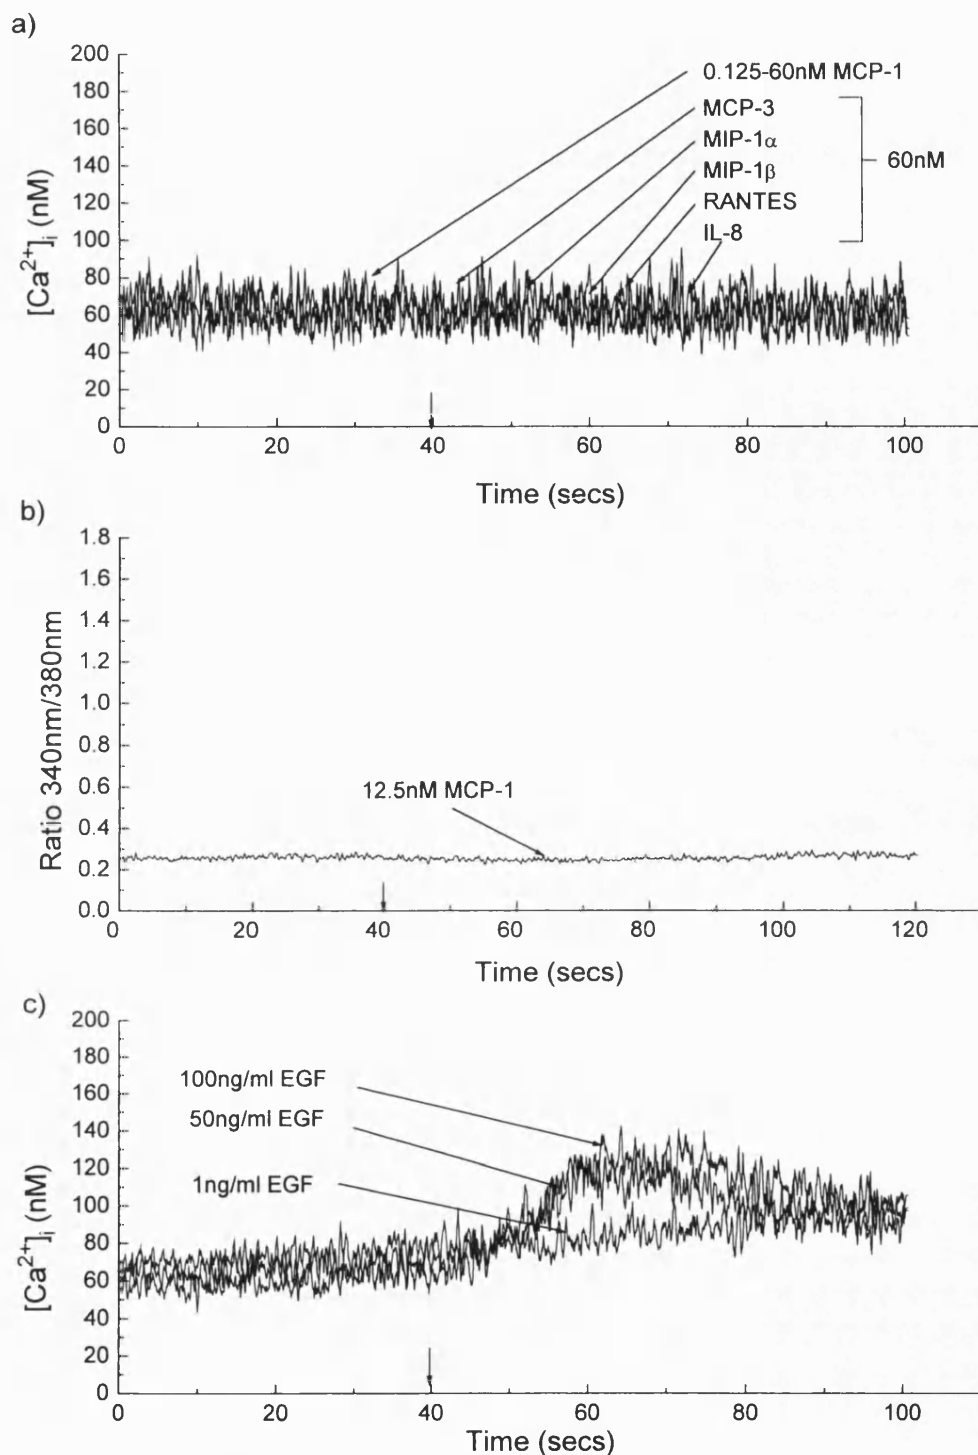 a)
200
180
160
140
120
100
80
60
40
20
0
[Ca²⁺]ᵢ (nM)
0.125-60nM MCP-1
MCP-3
MIP-1α
MIP-1β
RANTES
IL-8
60nM
0 20 40 60 80 100
Time (secs)
b)
1.8
1.6
1.4
1.2
1.0
0.8
0.6
0.4
0.2
0.0
Ratio 340nm/380nm
12.5nM MCP-1
0 20 40 60 80 100 120
Time (secs)
c)
200
180
160
140
120
100
80
60
40
20
0
[Ca²⁺]ᵢ (nM)
100ng/ml EGF
50ng/ml EGF
1ng/ml EGF
0 20 40 60 80 100
Time (secs)